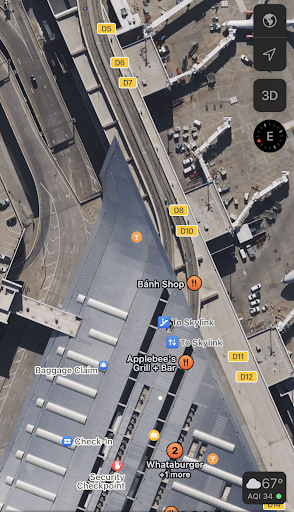 D5
D6
D7
3D
E
D8
D10
Bánh Shop
To Skylink
To Skylink
Applebee's
Grill + Bar
D11
D12
Baggage Claim
Check-In
2
Whataburger
+1 more
Security
Checkpoint
67°
AQI 34
D14